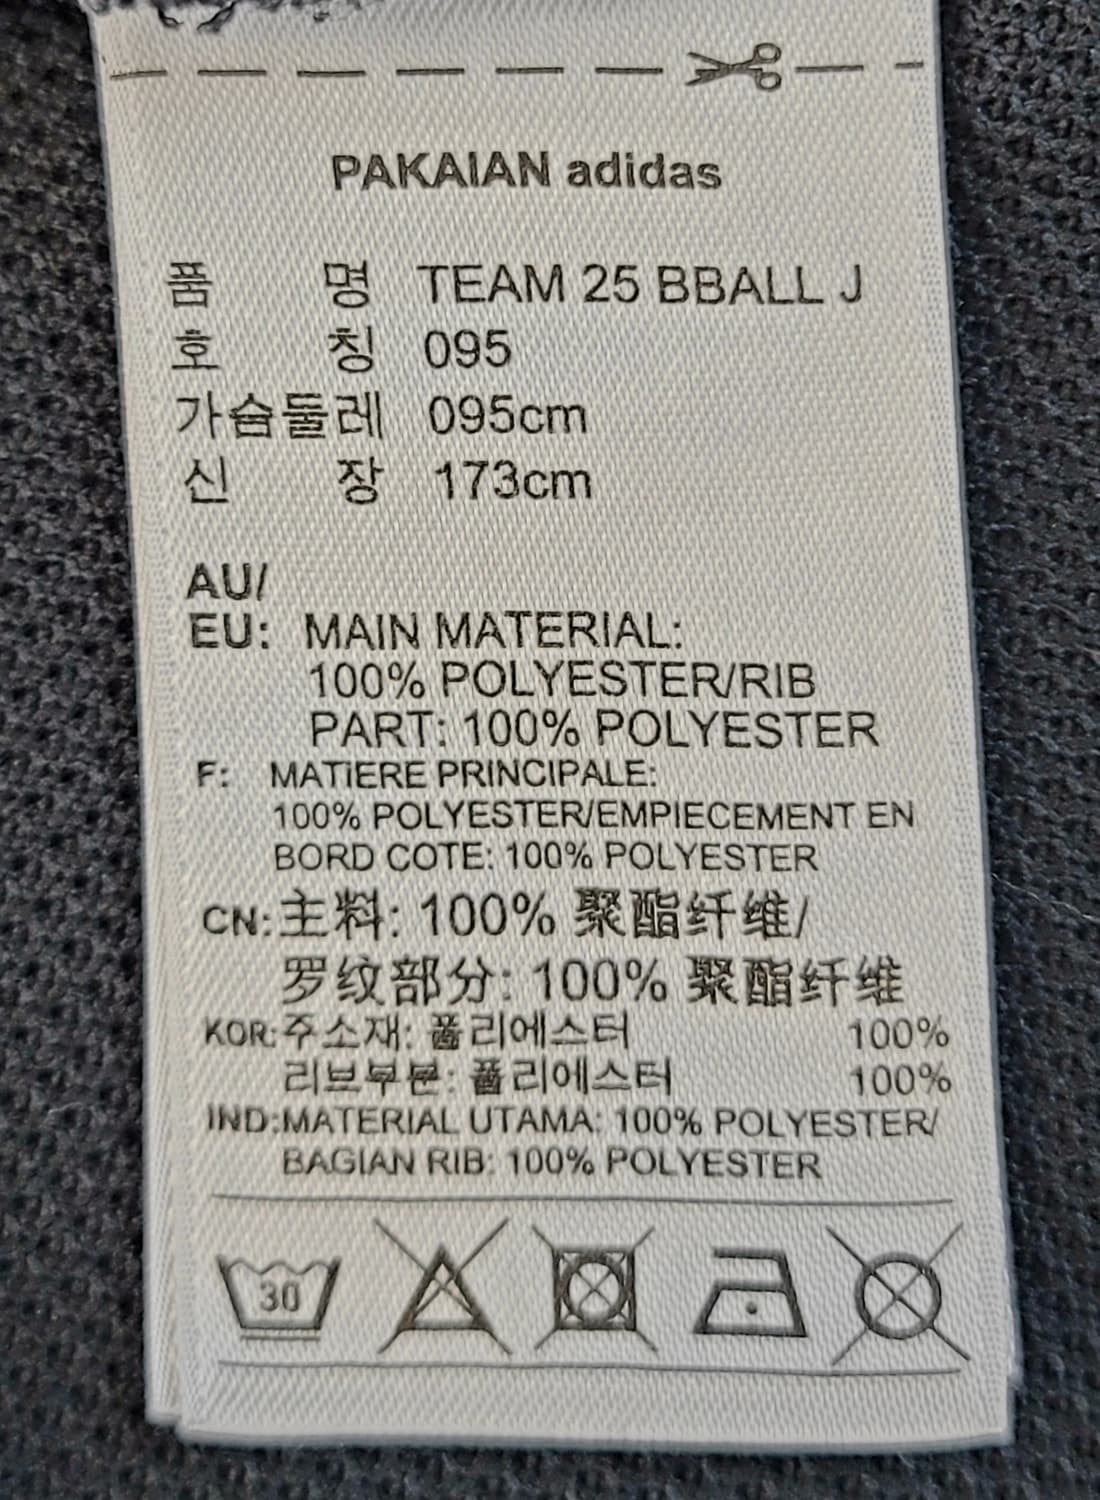 PAKAIAN adidas
품 명 TEAM 25 BBALL J
호 칭 095
가슴둘레 095cm
신 장 173cm
AU/
EU: MAIN MATERIAL:
100% POLYESTER/RIB
PART: 100% POLYESTER
F: MATIERE PRINCIPALE:
100% POLYESTER/EMPIECEMENT EN
BORD COTE: 100% POLYESTER
CN:主料: 100% 聚酯纤维/
罗纹部分: 100% 聚酯纤维
KOR:주소재: 폴리에스터 100%
리브부분: 폴리에스터 100%
IND:MATERIAL UTAMA: 100% POLYESTER/
BAGIAN RIB: 100% POLYESTER
30